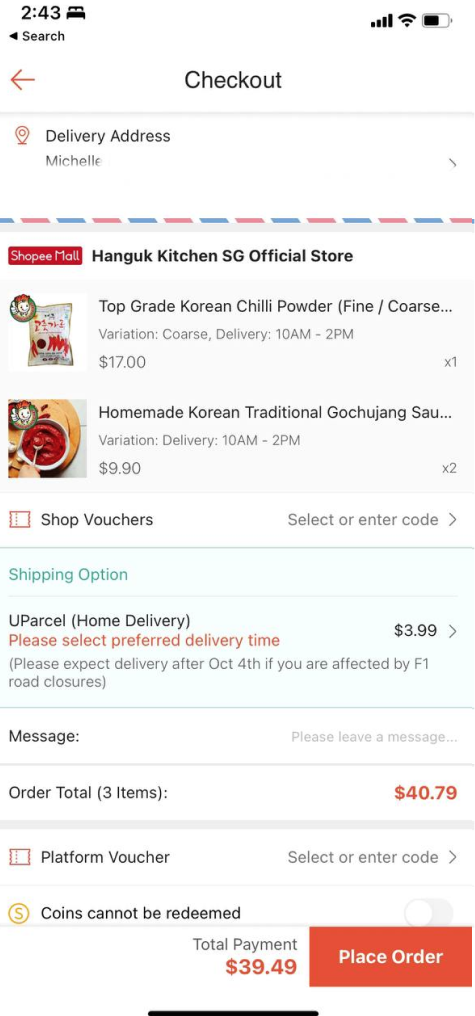 2:43
Search
Checkout
Delivery Address
Michelle
Shopee Mall Hanguk Kitchen SG Official Store
Top Grade Korean Chilli Powder (Fine / Coarse...
Variation: Coarse, Delivery: 10AM - 2PM
$17.00 x1
Homemade Korean Traditional Gochujang Sau...
Variation: Delivery: 10AM - 2PM
$9.90 x2
Shop Vouchers Select or enter code
Shipping Option
UParcel (Home Delivery) $3.99
Please select preferred delivery time
(Please expect delivery after Oct 4th if you are affected by F1
road closures)
Message: Please leave a message...
Order Total (3 Items): $40.79
Platform Voucher Select or enter code
S Coins cannot be redeemed
Total Payment
$39.49
Place Order